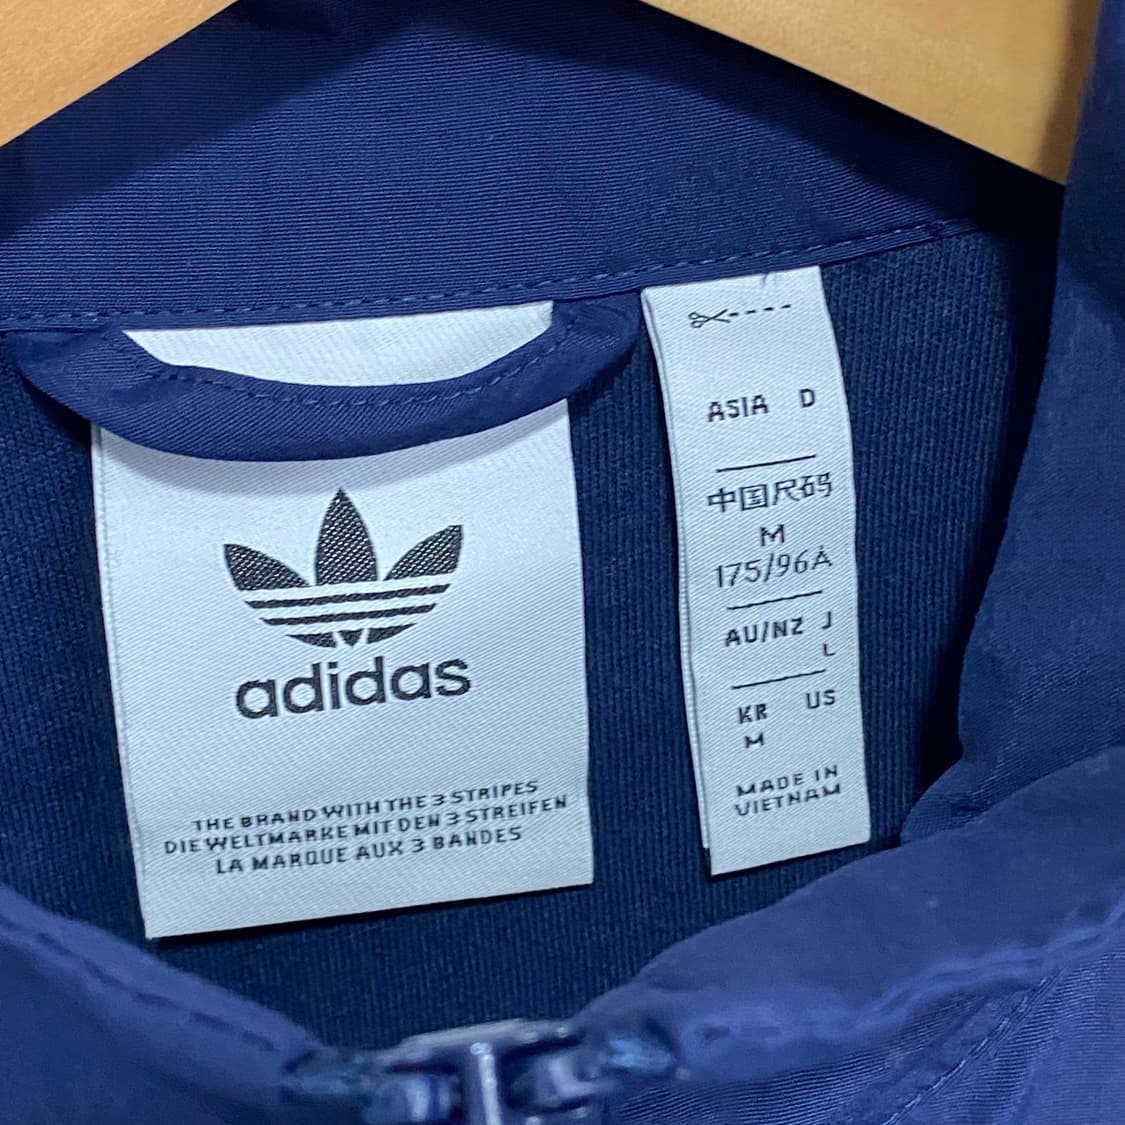 adidas
THE BRAND WITH THE 3 STRIPES
DIE WELTMARKE MIT DEN 3 STREIFEN
LA MARQUE AUX 3 BANDES
ASIA D
中国尺码
M
175/96A
AU/NZ J
L
KR US
M
MADE IN
VIETNAM